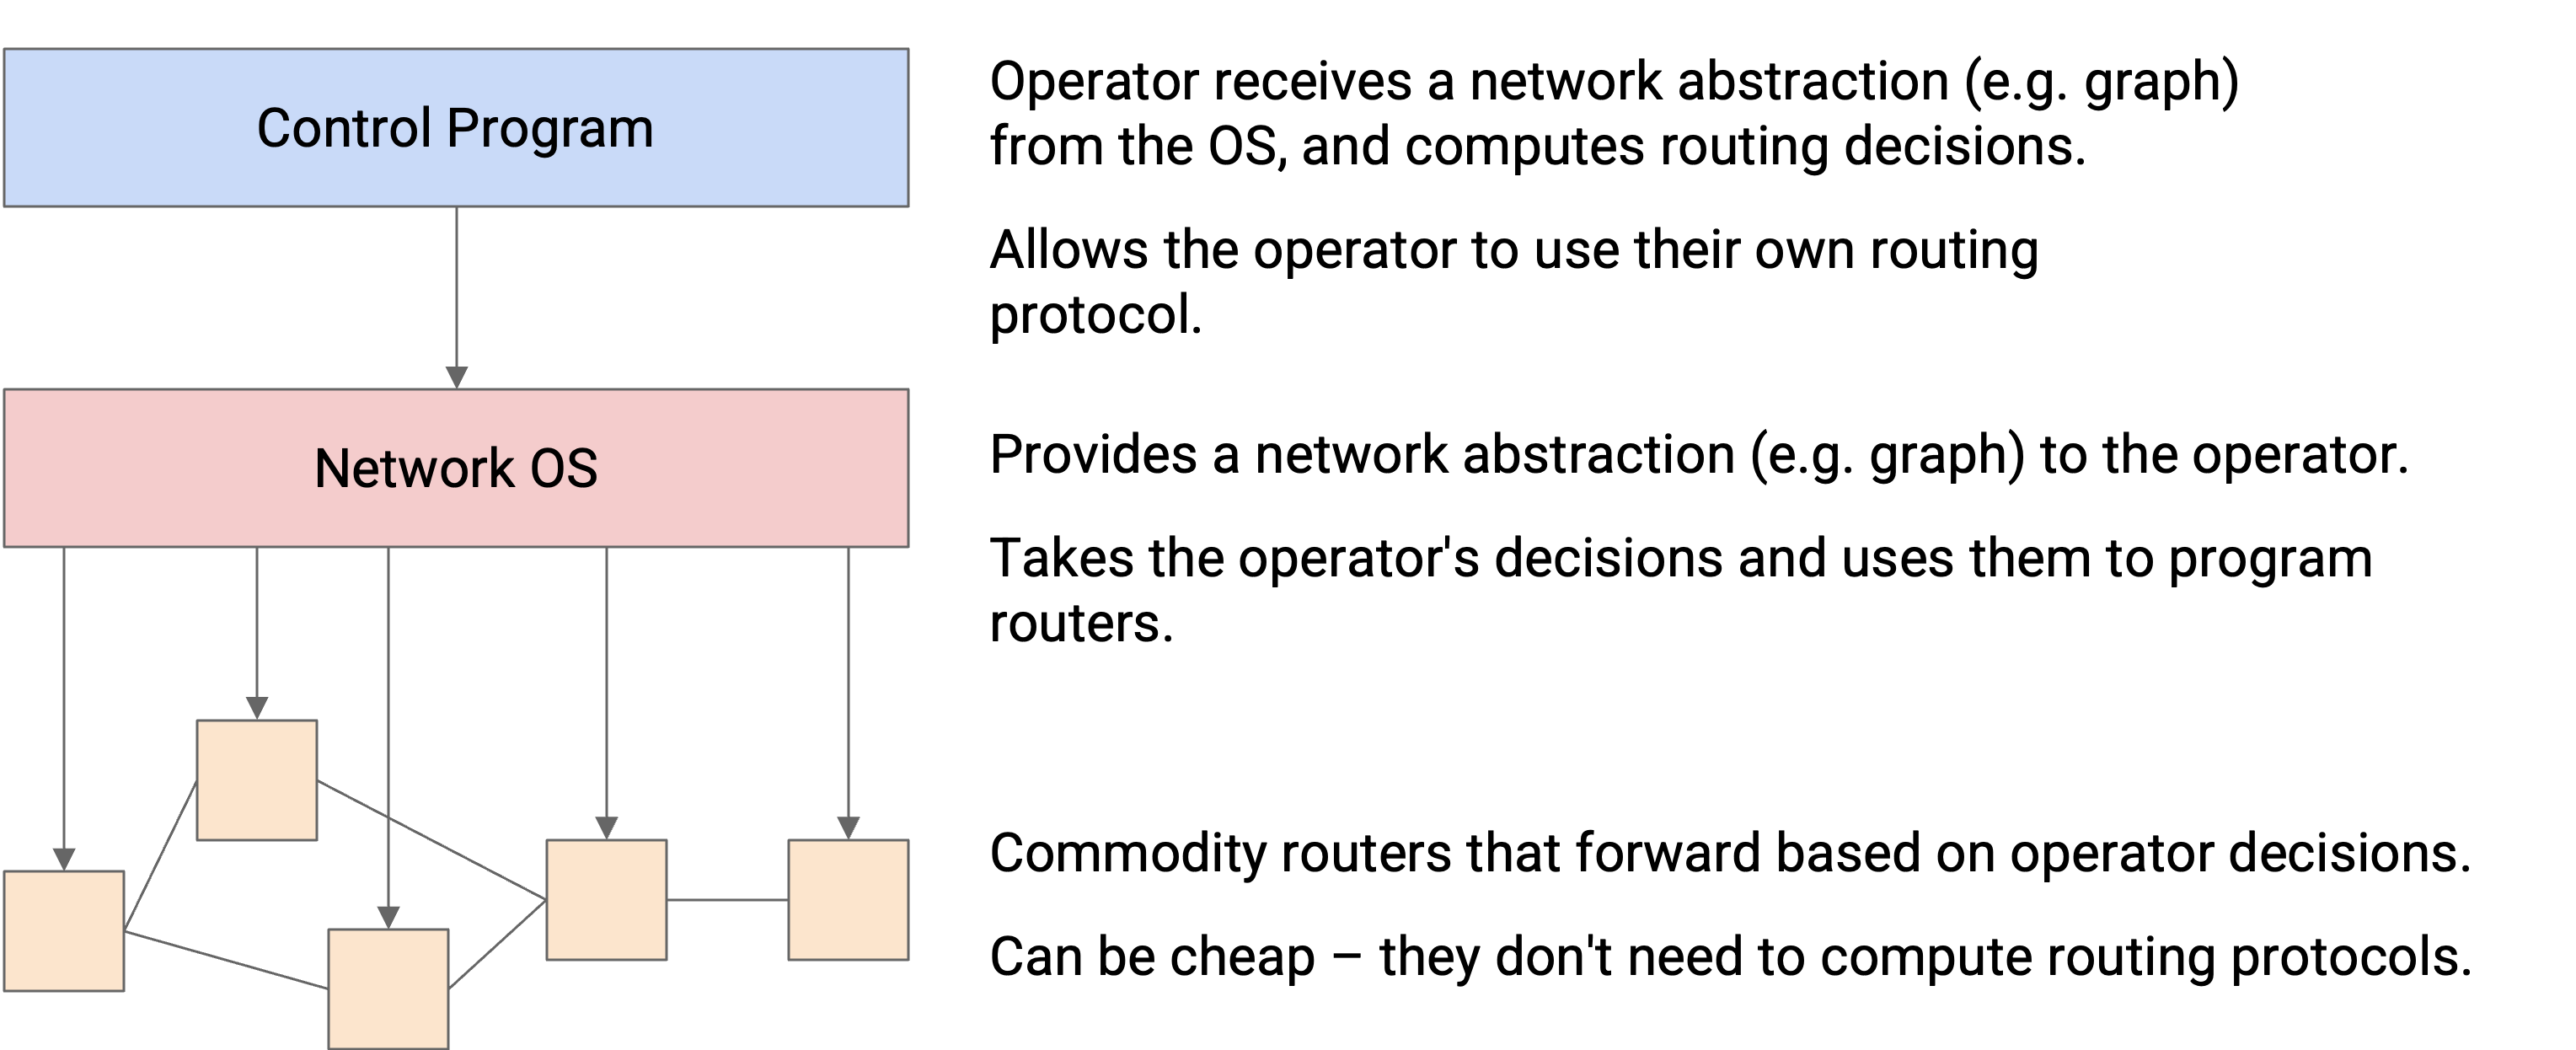 Control Program
Operator receives a network abstraction (e.g. graph)
from the OS, and computes routing decisions.
Allows the operator to use their own routing
protocol.
Network OS
Provides a network abstraction (e.g. graph) to the operator.
Takes the operator's decisions and uses them to program
routers.
Commodity routers that forward based on operator decisions.
Can be cheap – they don't need to compute routing protocols.